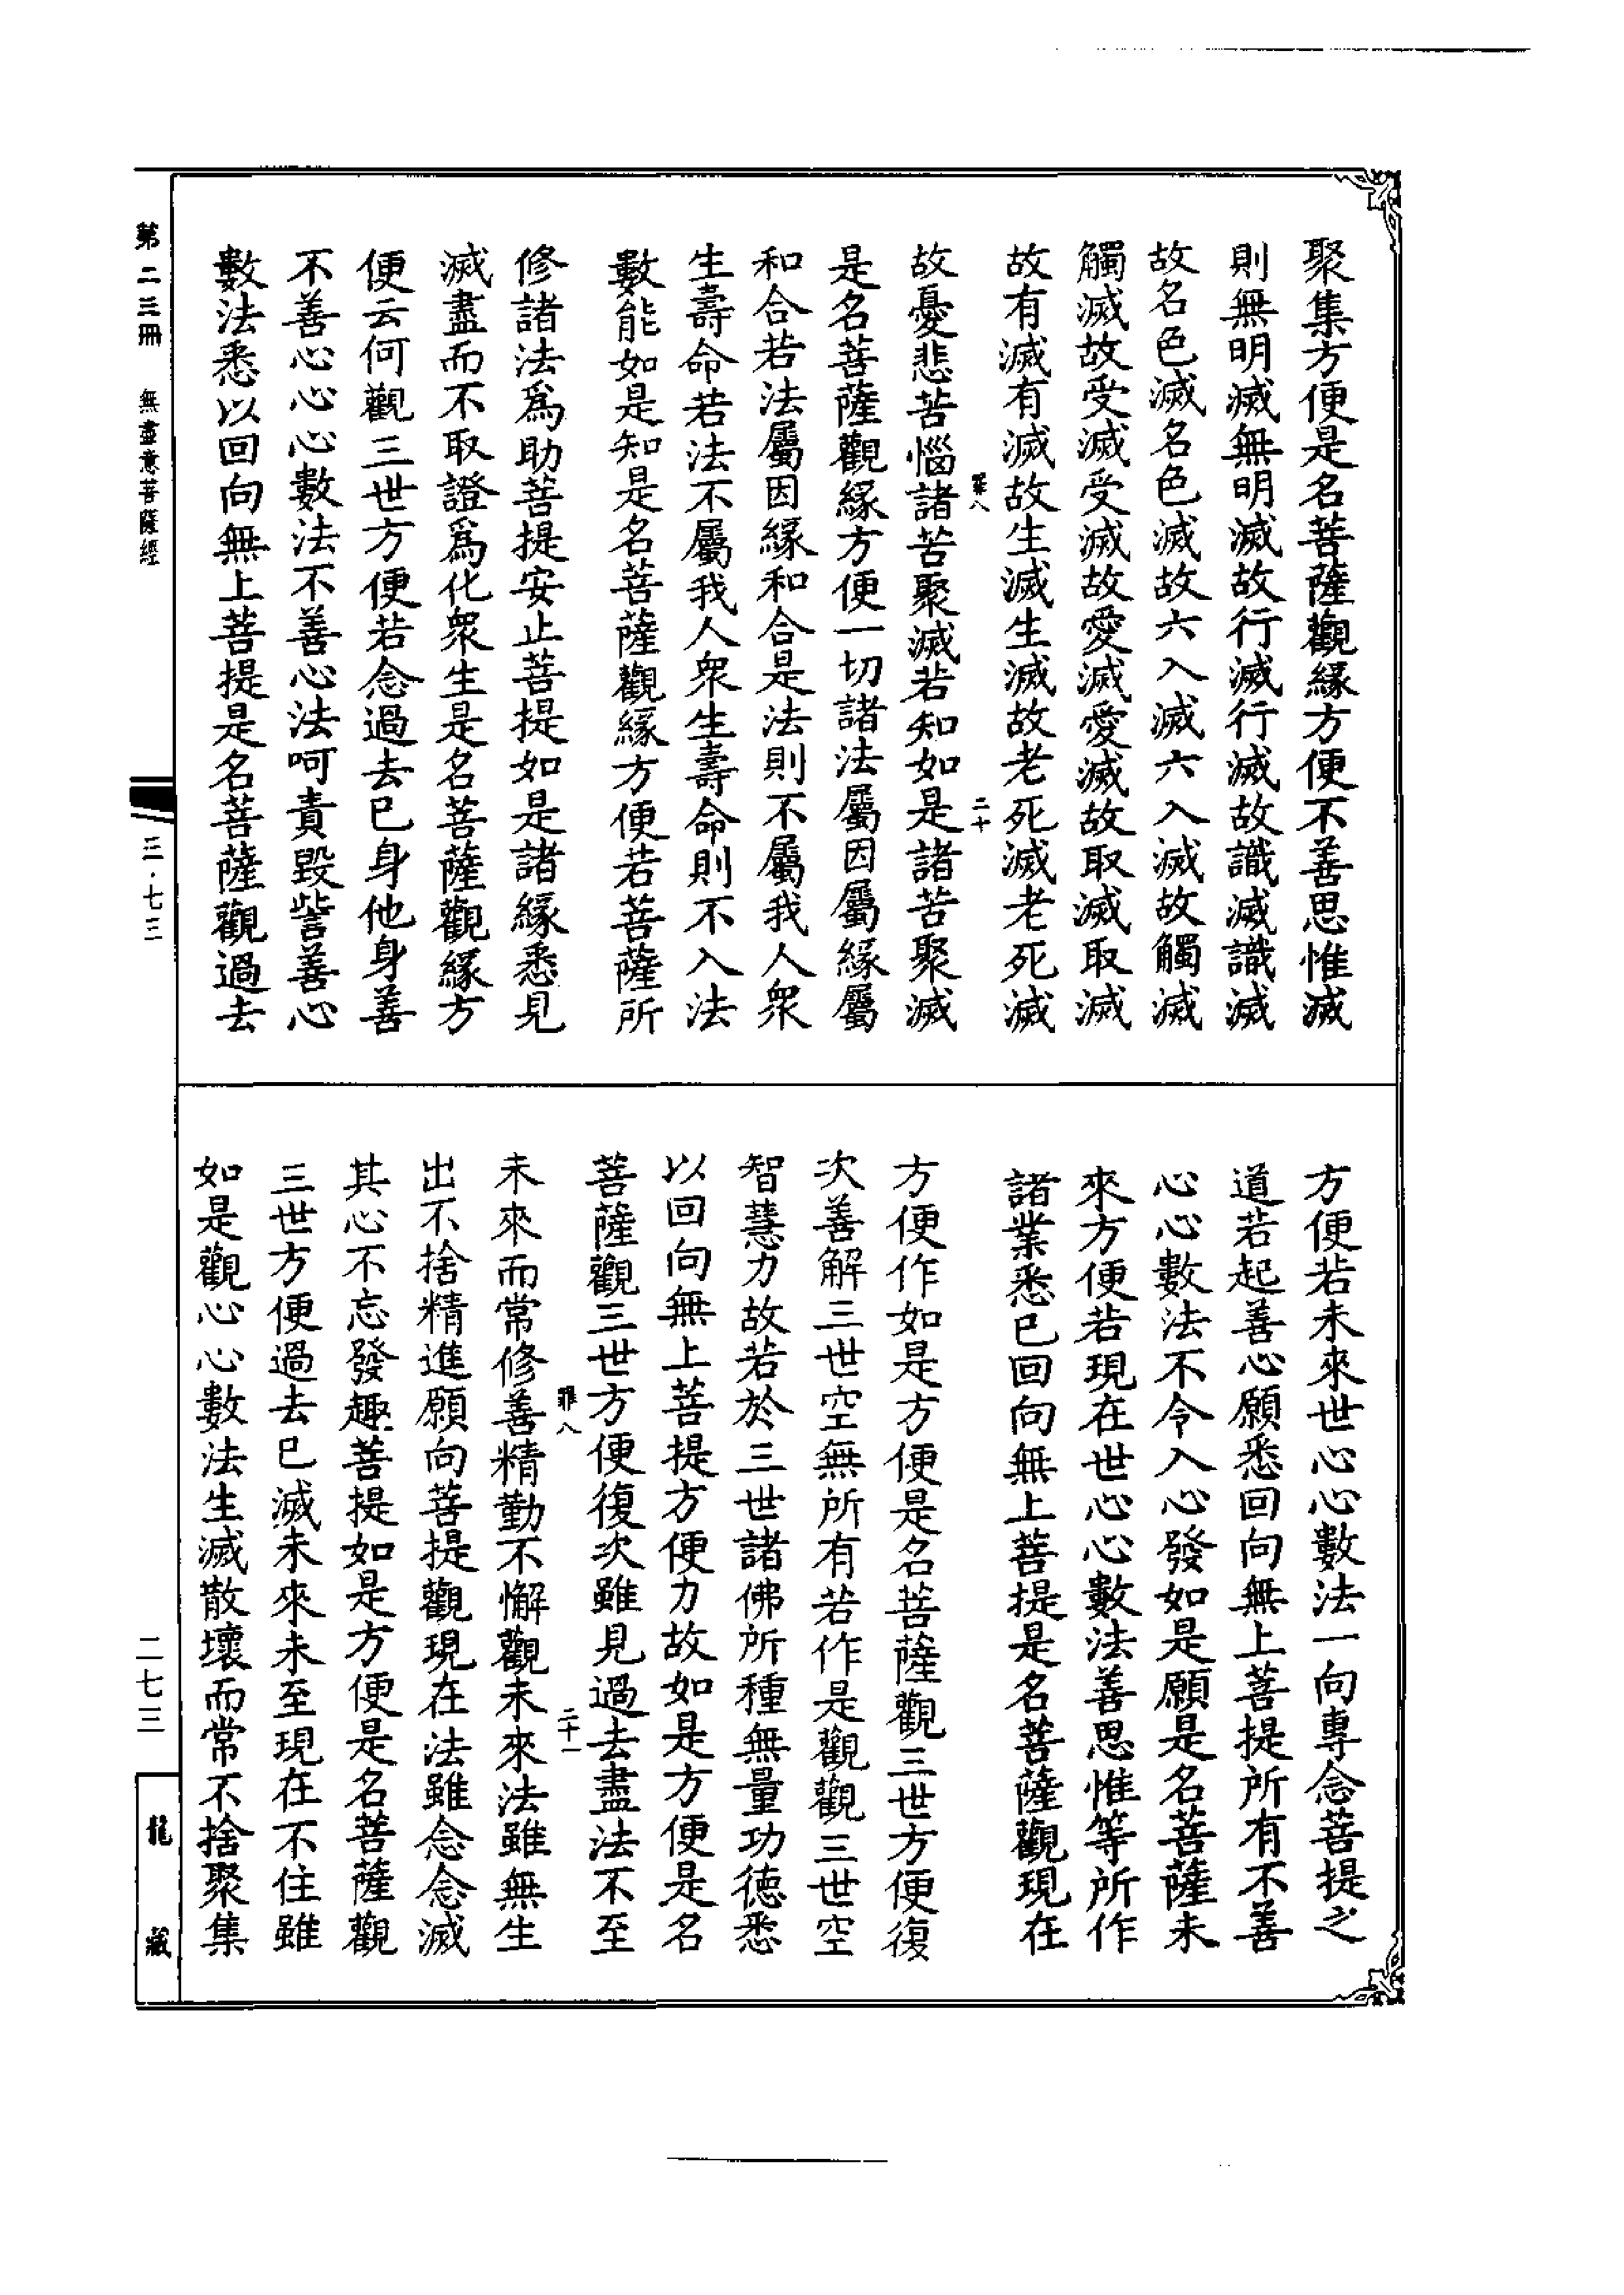 聚集方便是名菩薩觀緣方便不善思惟滅
則無明滅無明滅故行滅行滅故識滅識滅
故名色滅名色滅故六入滅六入滅故觸滅
觸滅故受滅受滅故愛滅愛滅故取滅取滅
故有滅有滅故生滅生滅故老死滅老死滅
罪八
二十
故憂悲苦惱諸苦聚滅若知如是諸苦聚滅
是名菩薩觀緣方便一切諸法屬因屬緣屬
和合若法屬因緣和合是法則不屬我人衆
生壽命若法不屬我人衆生壽命則不入法
數能如是知是名菩薩觀緣方便若菩薩所
修諸法爲助菩提安止菩提如是諸緣悉見
滅盡而不取證爲化衆生是名菩薩觀緣方
便云何觀三世方便若念過去已身他身善
不善心心心數法不善心法呵責毀訾善心
數法悉以回向無上菩提是名菩薩觀過去
方便若未來世心心數法一向專念菩提之
道若起善心願悉回向無上菩提所有不善
心心數法不令入心發如是願是名菩薩未
來方便若現在世心心數法善思惟等所作
諸業悉已回向無上菩提是名菩薩觀現在
方便作如是方便是名菩薩觀三世方便復
次善解三世空無所有若作是觀觀三世空
智慧力故若於三世諸佛所種無量功德悉
以回向無上菩提方便力故如是方便是名
菩薩觀三世方便復次雖見過去盡法不至
罪八
二十一
未來而常修善精勤不懈觀未來法雖無生
出不捨精進願向菩提觀現在法雖念念滅
其心不忘發趣菩提如是方便是名菩薩觀
三世方便過去已滅未來未至現在不住雖
如是觀心心數法生滅散壞而常不捨聚集
第二三冊
無盡意菩薩經
三·七三
二七三
龍藏